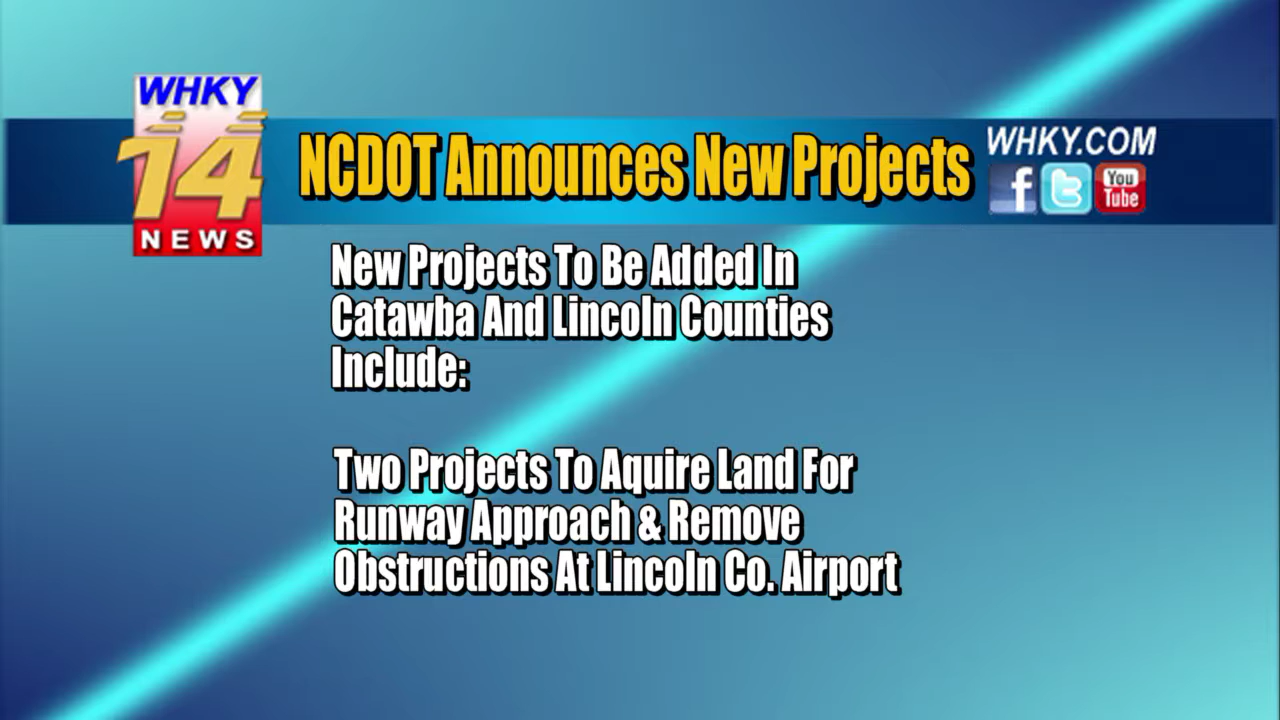 WHKY
14
NEWS
NCDOT Announces New Projects
WHKY.COM
f
t
You
Tube
New Projects To Be Added In
Catawba And Lincoln Counties
Include:
Two Projects To Aquire Land For
Runway Approach & Remove
Obstructions At Lincoln Co. Airport